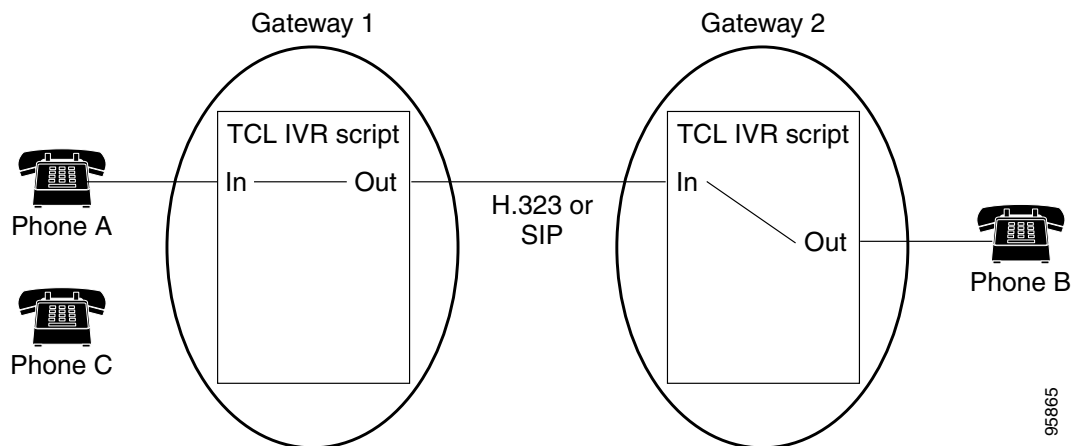 Gateway 1
Gateway 2
TCL IVR script
TCL IVR script
In
Out
In
H.323 or
SIP
Out
Phone A
Phone B
Phone C
95865